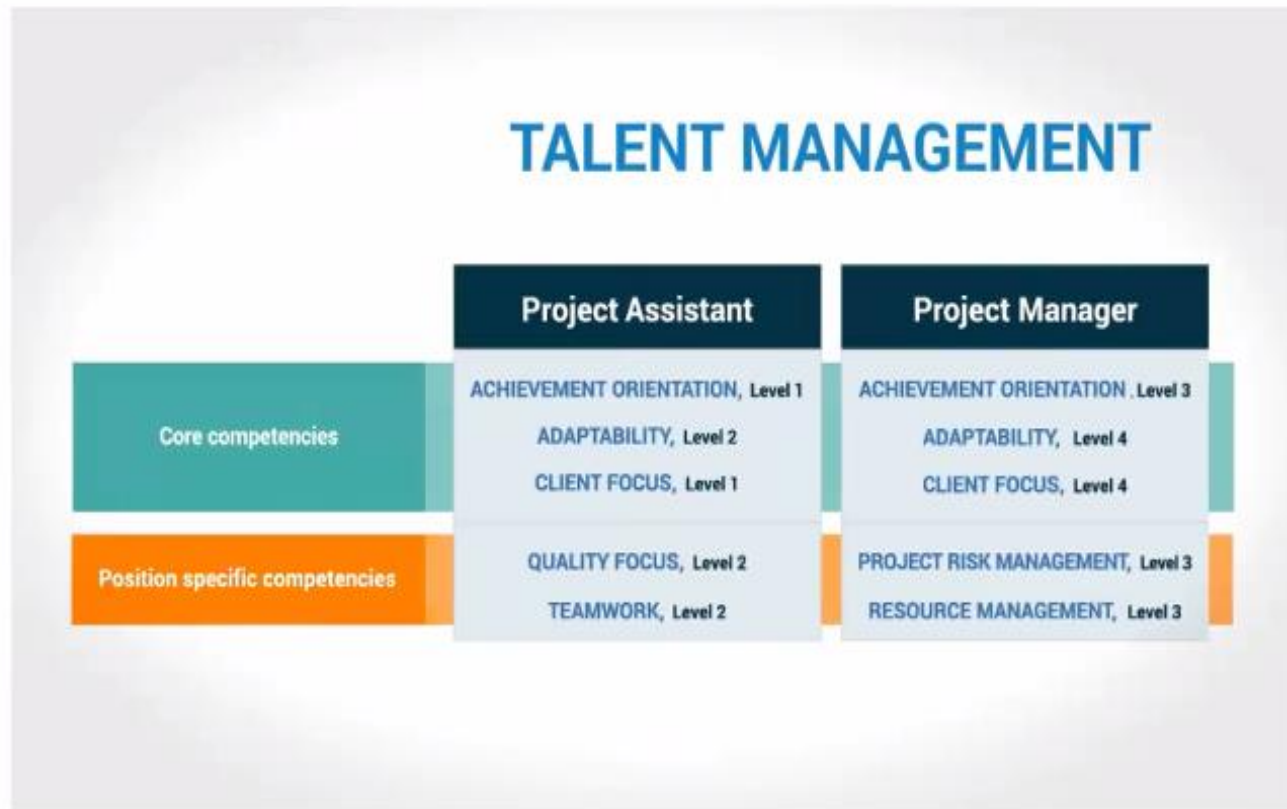 TALENT MANAGEMENT
Project Assistant
Project Manager
Core competencies
ACHIEVEMENT ORIENTATION, Level 1
ADAPTABILITY, Level 2
CLIENT FOCUS, Level 1
ACHIEVEMENT ORIENTATION, Level 3
ADAPTABILITY, Level 4
CLIENT FOCUS, Level 4
Position specific competencies
QUALITY FOCUS, Level 2
TEAMWORK, Level 2
PROJECT RISK MANAGEMENT, Level 3
RESOURCE MANAGEMENT, Level 3